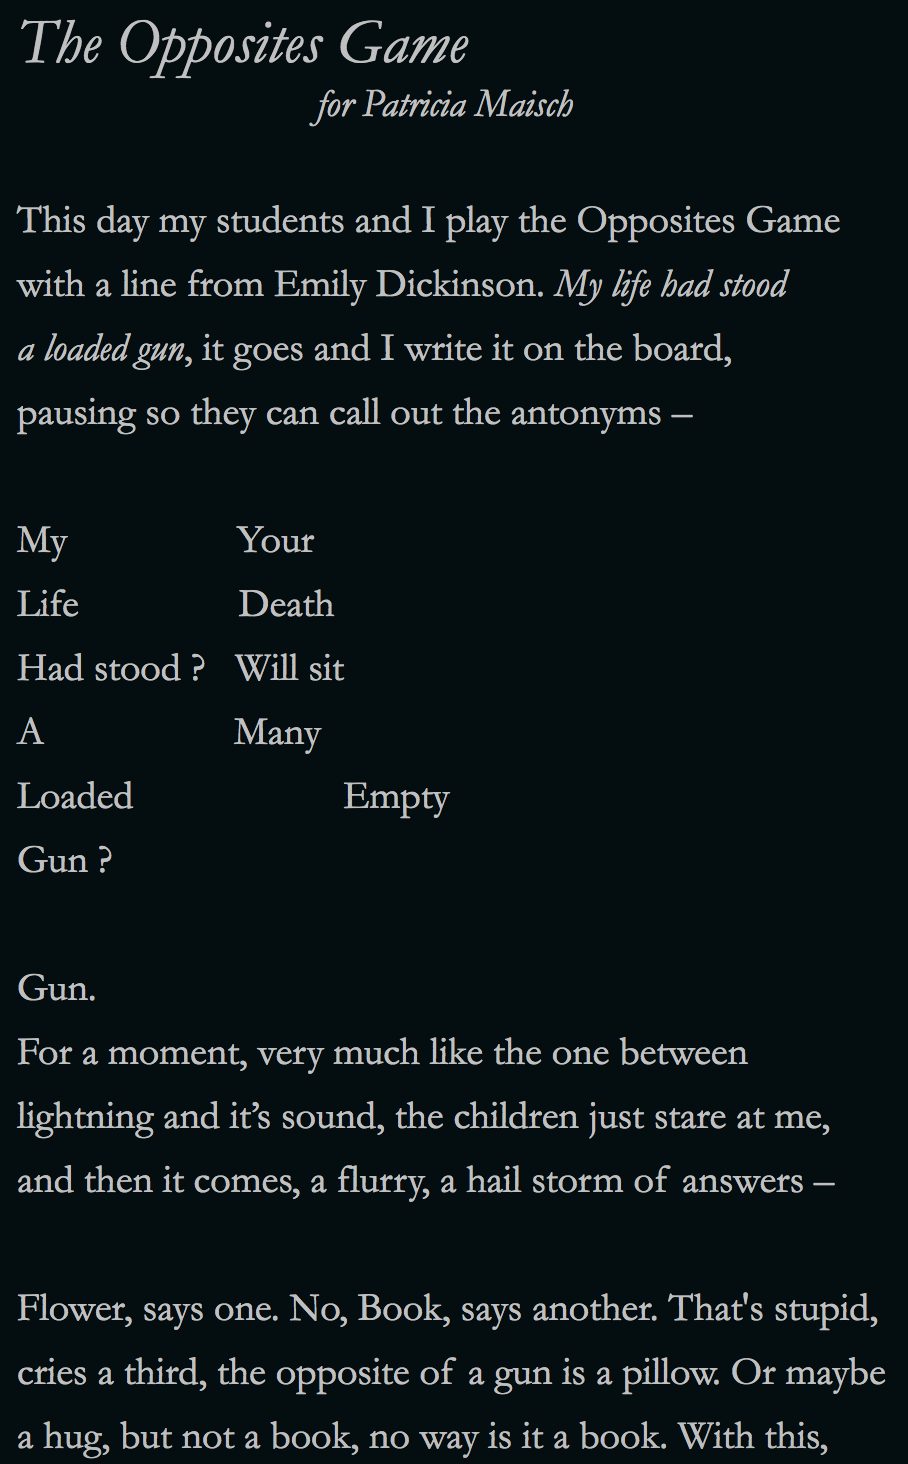 The Opposites Game
for Patricia Maisch
This day my students and I play the Opposites Game
with a line from Emily Dickinson. My life had stood
a loaded gun, it goes and I write it on the board,
pausing so they can call out the antonyms –
My Your
Life Death
Had stood ? Will sit
A Many
Loaded Empty
Gun ?
Gun.
For a moment, very much like the one between
lightning and it’s sound, the children just stare at me,
and then it comes, a flurry, a hail storm of answers –
Flower, says one. No, Book, says another. That's stupid,
cries a third, the opposite of a gun is a pillow. Or maybe
a hug, but not a book, no way is it a book. With this,